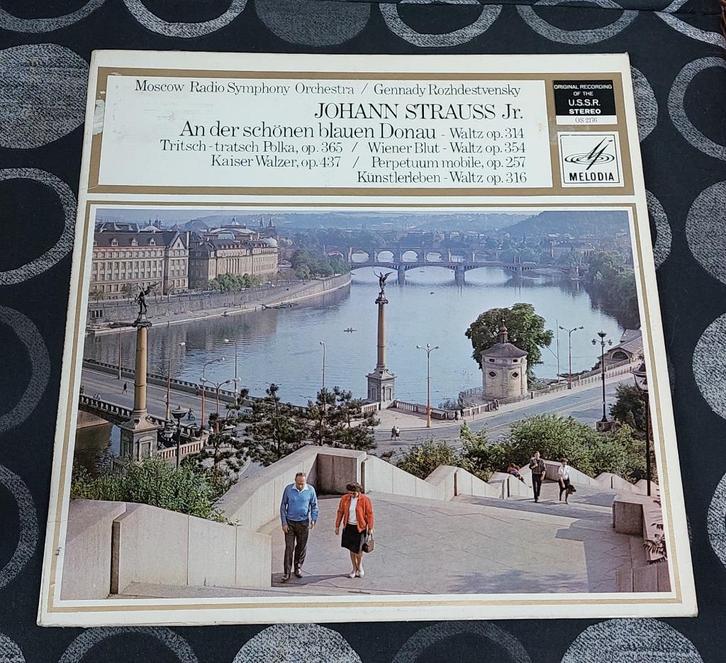 Moscow Radio Symphony Orchestra / Gennady Rozhdestvensky
JOHANN STRAUSS Jr.
An der schönen blauen Donau - Waltz op. 314
Tritsch-tratsch Polka, op. 365 / Wiener Blut - Waltz op. 354
Kaiser Walzer, op. 437 / Perpetuum mobile, op. 257
Künstlerleben - Waltz op. 316
ORIGINAL RECORDING
OF THE
U.S.S.R.
STEREO
OS 2176
MELODIA